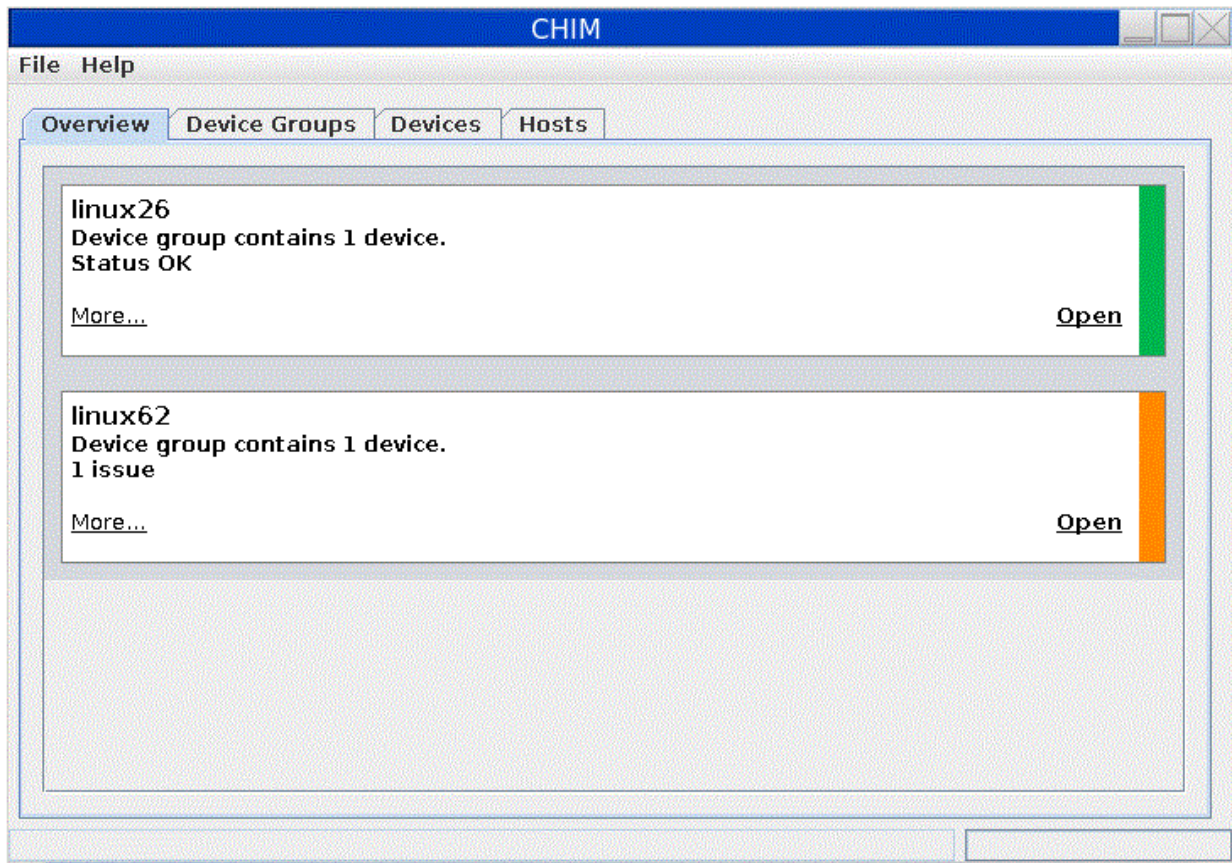 CHIM
File Help
Overview Device Groups Devices Hosts
linux26
Device group contains 1 device.
Status OK
More... Open
linux62
Device group contains 1 device.
1 issue
More... Open